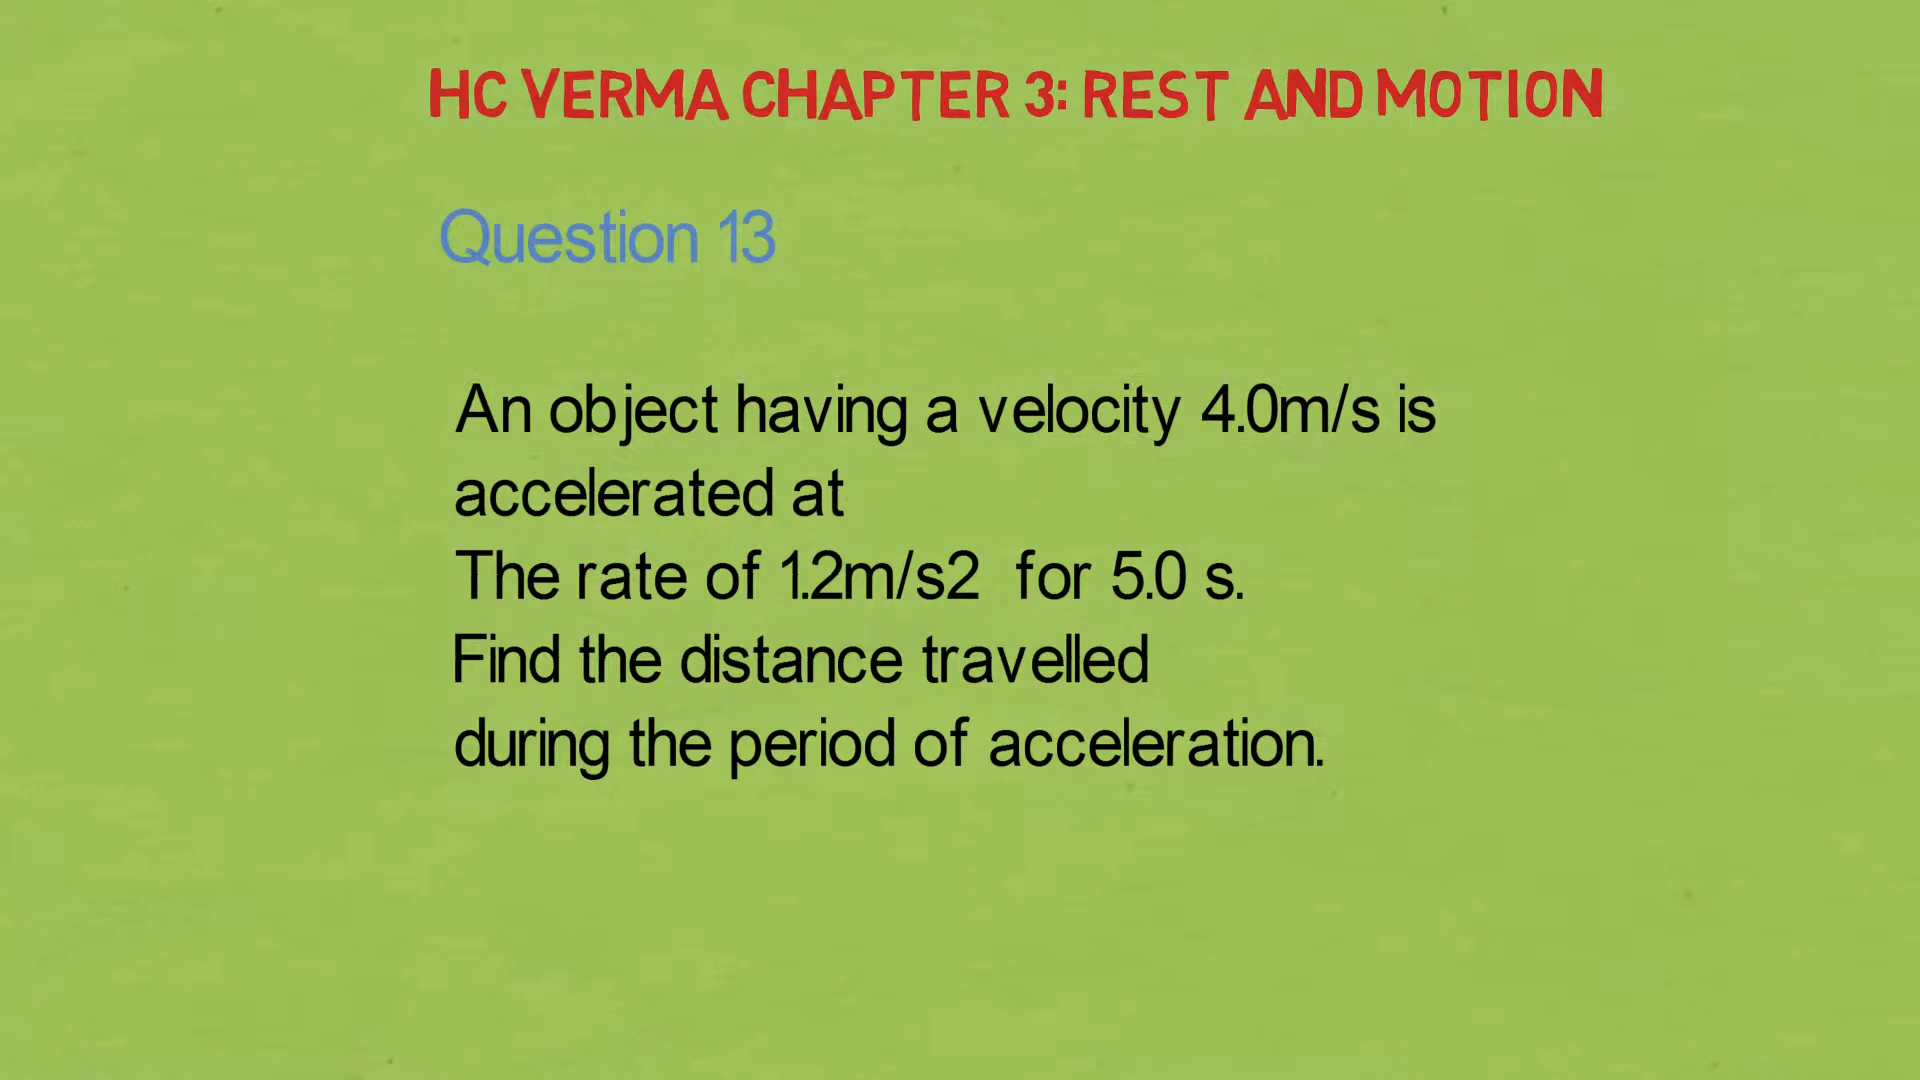 HC VERMA CHAPTER 3: REST AND MOTION
Question 13
An object having a velocity 4.0m/s is
accelerated at
The rate of 1.2m/s2 for 5.0 s.
Find the distance travelled
during the period of acceleration.